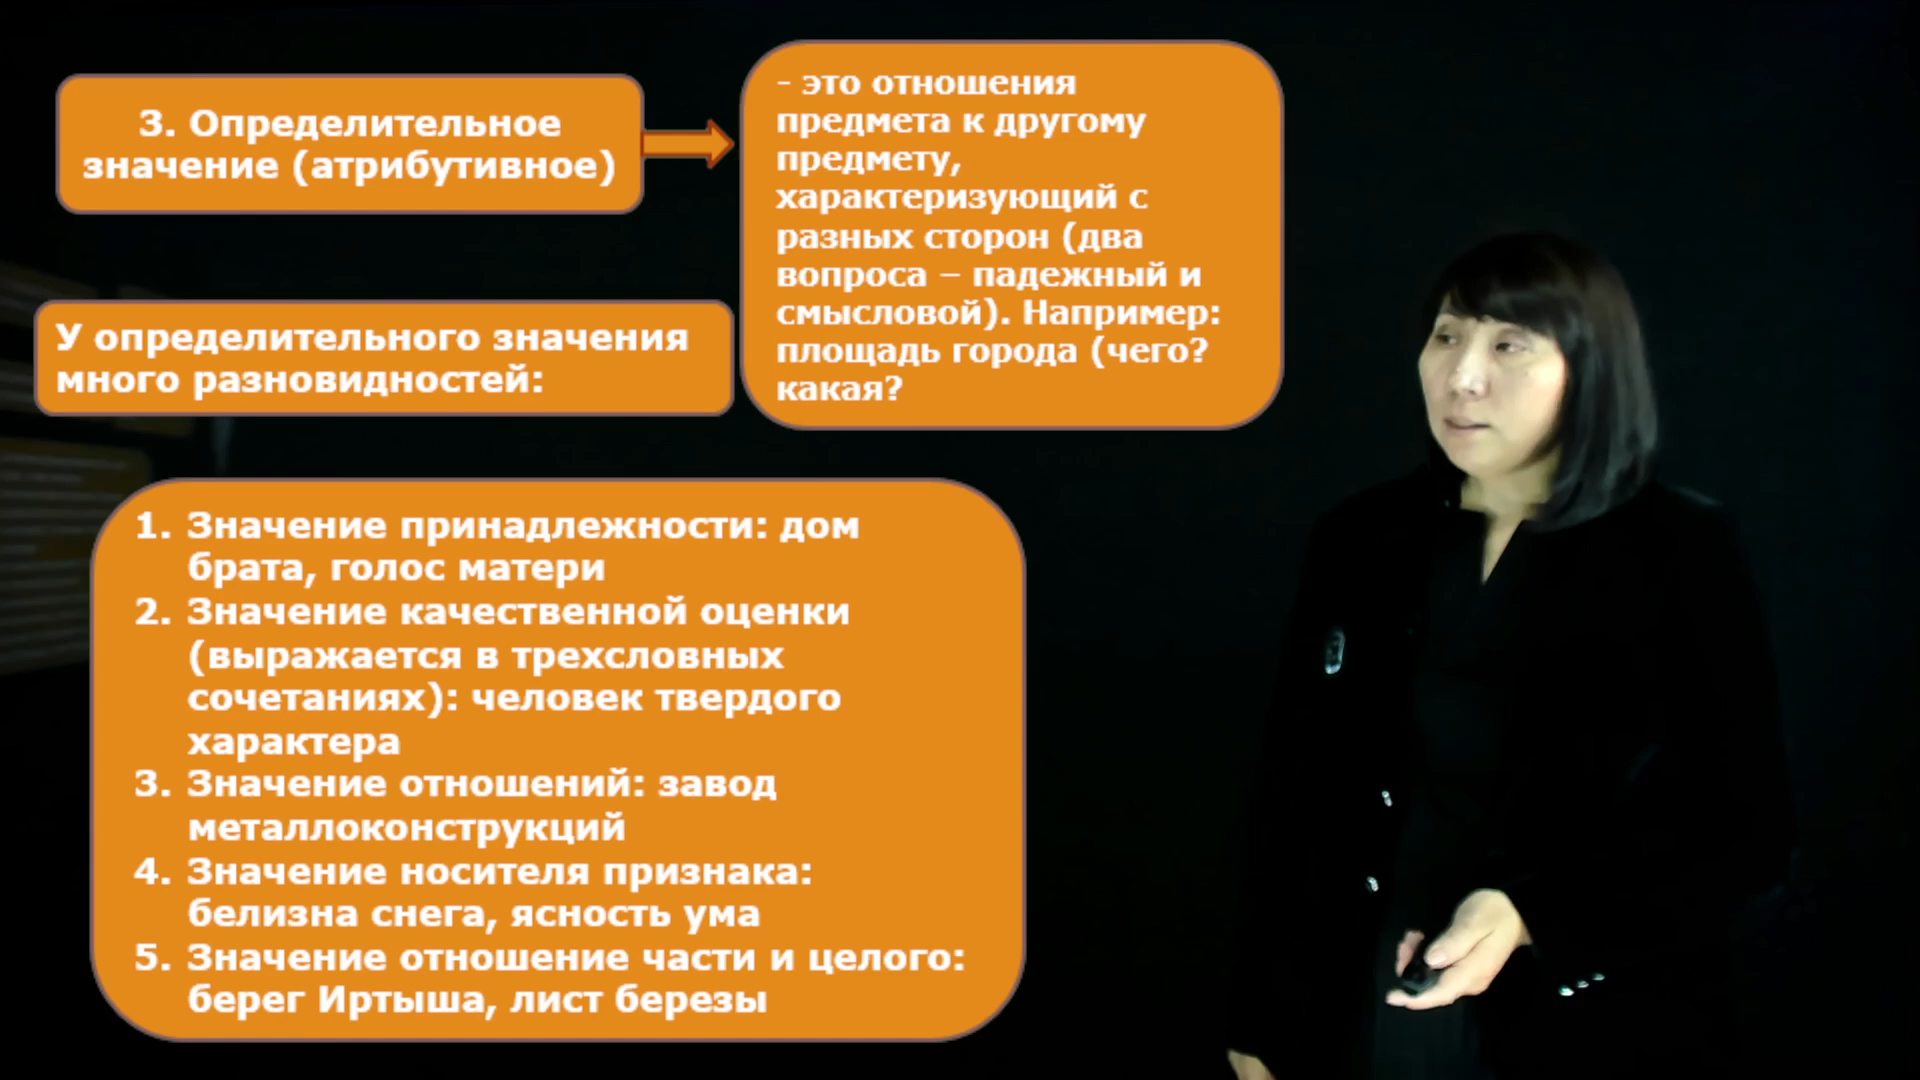 3. Определительное
значение (атрибутивное)
- это отношения
предмета к другому
предмету,
характеризующий с
разных сторон (два
вопроса – падежный и
смысловой). Например:
площадь города (чего?
какая?
У определительного значения
много разновидностей:
1. Значение принадлежности: дом
брата, голос матери
2. Значение качественной оценки
(выражается в трехсловных
сочетаниях): человек твердого
характера
3. Значение отношений: завод
металлоконструкций
4. Значение носителя признака:
белизна снега, ясность ума
5. Значение отношение части и целого:
берег Иртыша, лист березы